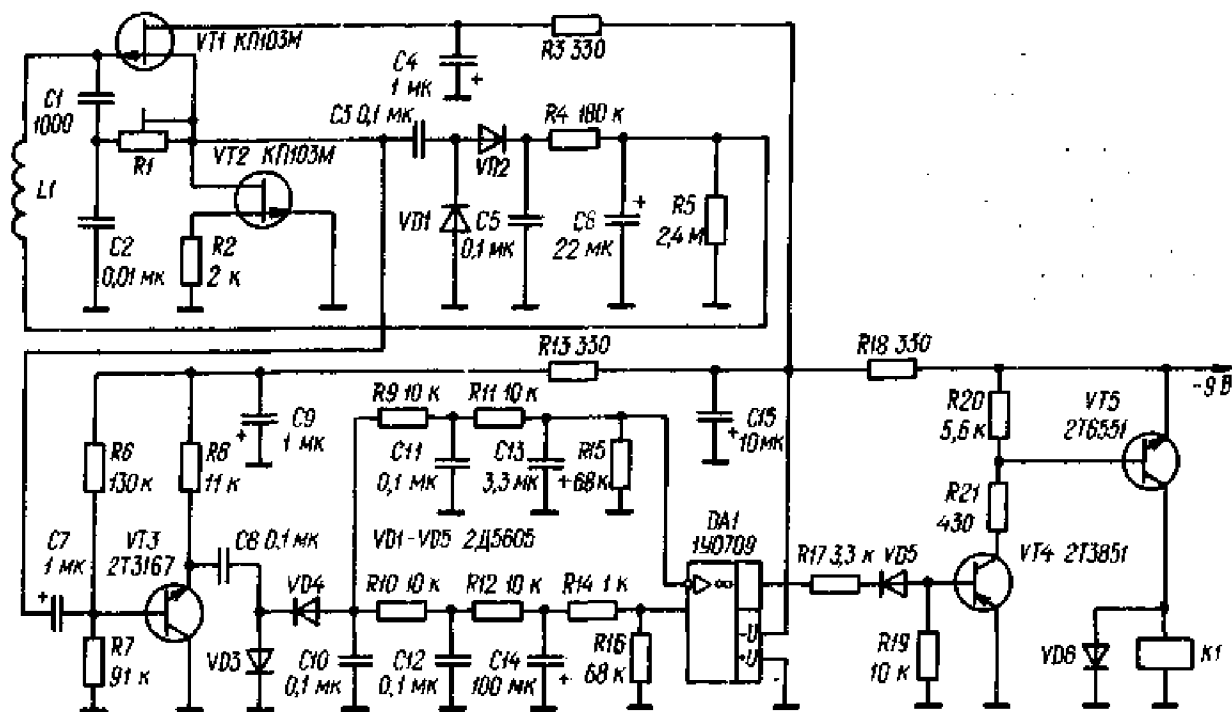 VT1 КП103М
R3 330
C4
1 мк
+
C1
1000
C3 0,1 мк
R4 180 к
R1
VT2 КП103М
VD2
L1
VD1
C5
0,1 мк
+
C6
22 мк
R5
2,4 М
C2
0,01 мк
R2
2 к
R13 330
R18 330
-9 В
R9 10 к
R11 10 к
C9
1 мк
+
C15
10 мк
+
R20
5,6 к
VT5
2Т6551
R6
130 к
R8
11 к
C11
0,1 мк
C13
3,3 мк
+
R15
68 к
R21
430
DA1
1УО709
C7
1 мк
+
VT3
2Т3167
C8 0,1 мк
VD1-VD5 2Д5605
R17 3,3 к
VD5
VT4 2Т3851
VD4
R10 10 к
R12 10 к
R14 1 к
▷∞
-U
+U
R7
91 к
VD3
C10
0,1 мк
C12
0,1 мк
C14
100 мк
+
R16
68 к
R19
10 к
VD6
K1